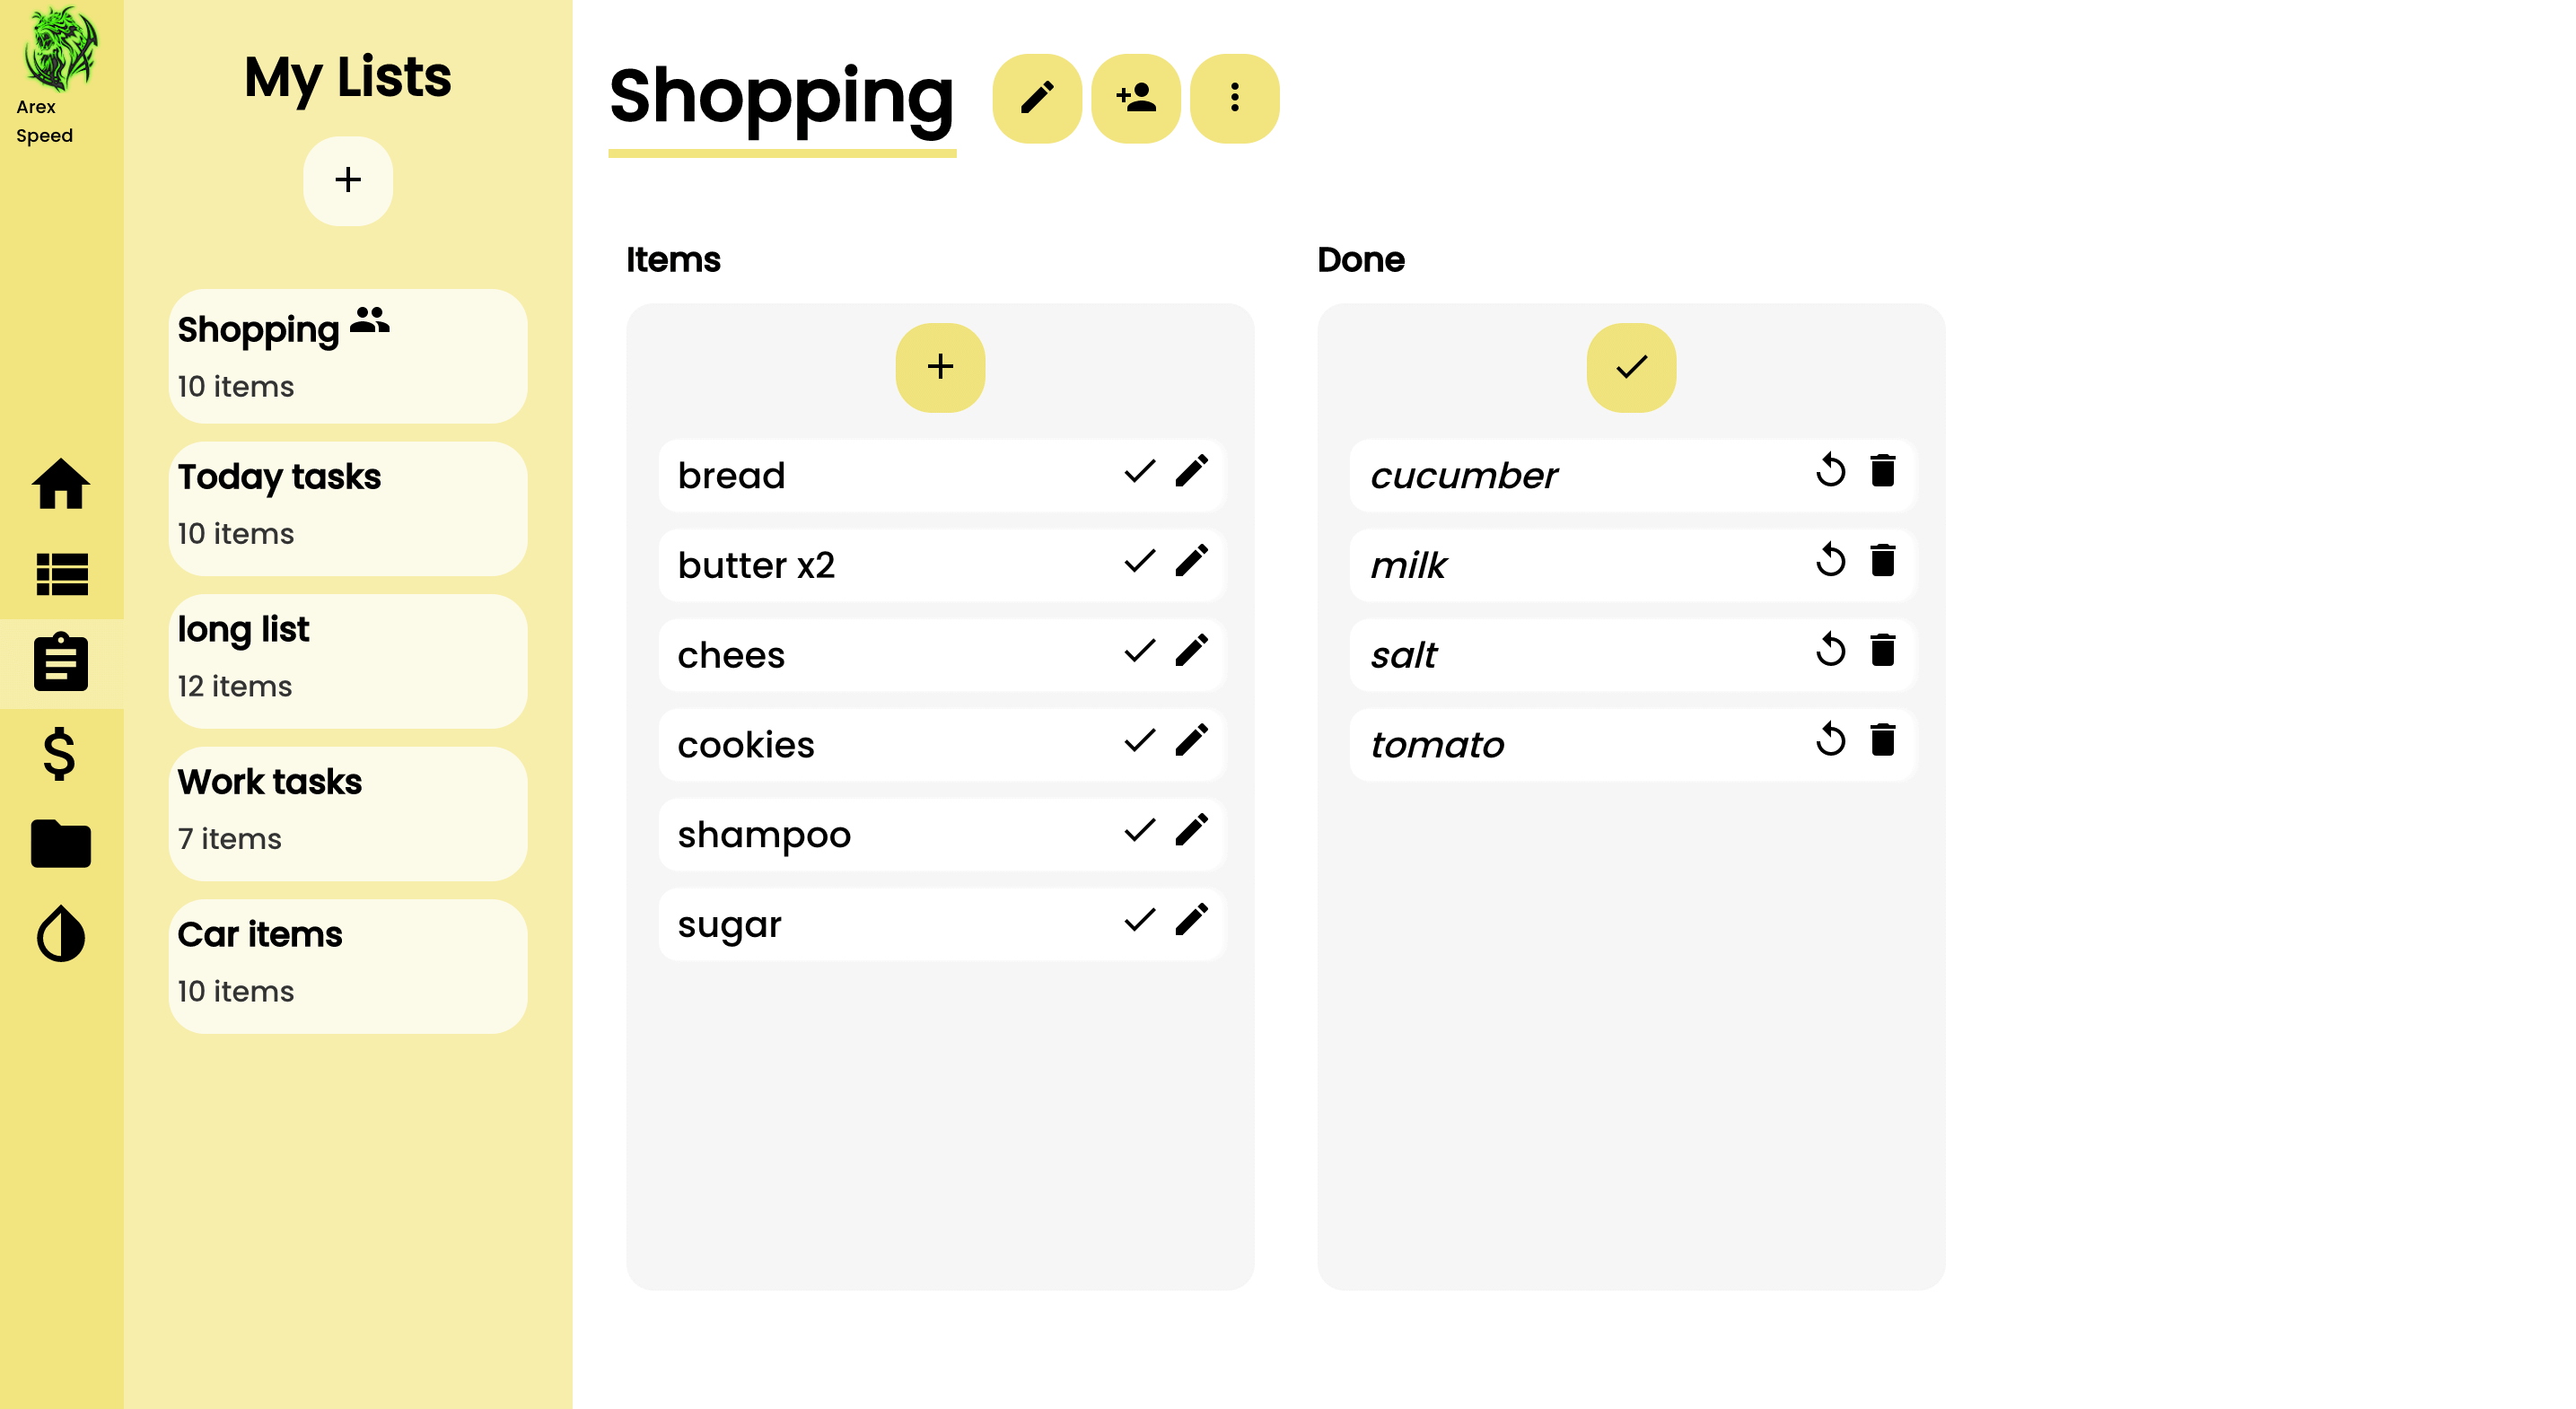 Arex
Speed
My Lists
Shopping
10 items
Today tasks
10 items
long list
12 items
Work tasks
7 items
Car items
10 items
Shopping
Items
bread
butter x2
chees
cookies
shampoo
sugar
Done
cucumber
milk
salt
tomato